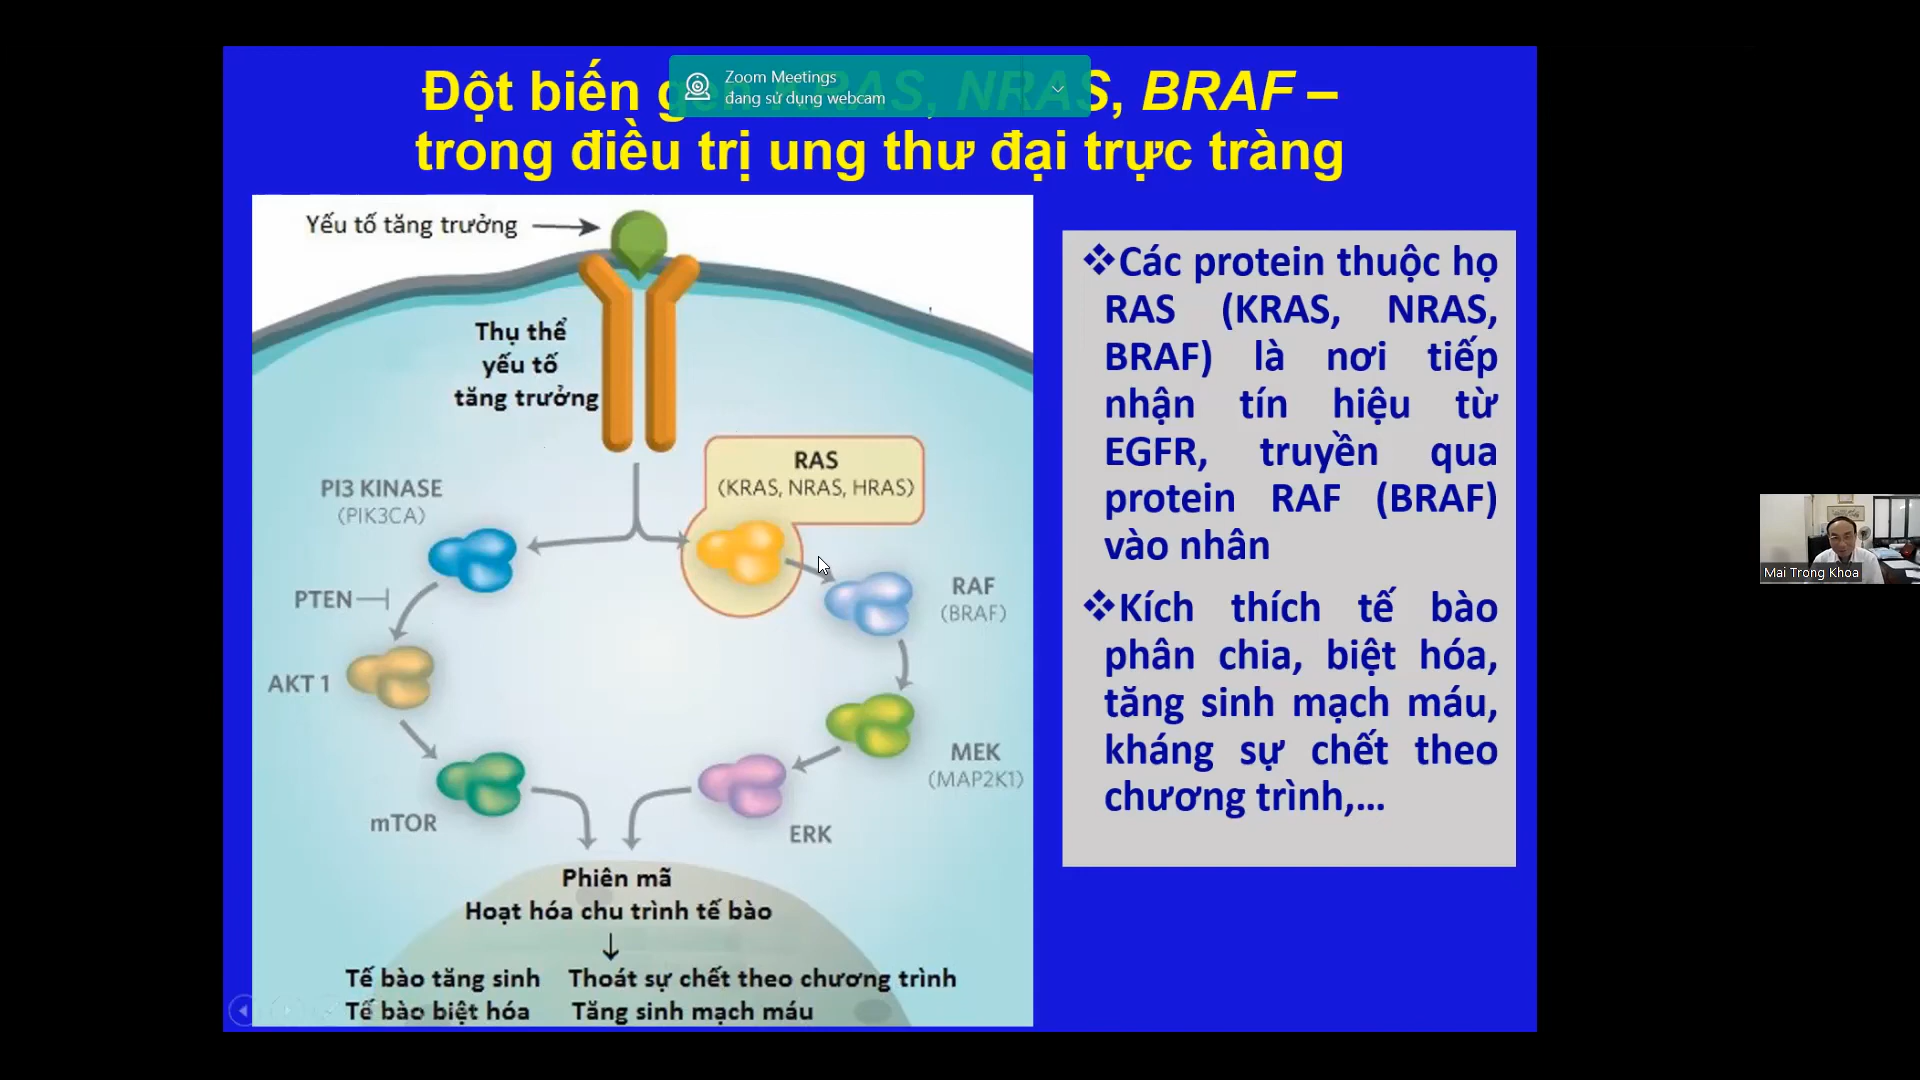 Đột biến gen KRAS, NRAS, BRAF –
trong điều trị ung thư đại trực tràng
Zoom Meetings
đang sử dụng webcam
Yếu tố tăng trưởng
Thụ thể
yếu tố
tăng trưởng
RAS
(KRAS, NRAS, HRAS)
PI3 KINASE
(PIK3CA)
PTEN
RAF
(BRAF)
AKT 1
MEK
(MAP2K1)
mTOR
ERK
Phiên mã
Hoạt hóa chu trình tế bào
↓
Tế bào tăng sinh Thoát sự chết theo chương trình
Tế bào biệt hóa Tăng sinh mạch máu
❖Các protein thuộc họ
RAS (KRAS, NRAS,
BRAF) là nơi tiếp
nhận tín hiệu từ
EGFR, truyền qua
protein RAF (BRAF)
vào nhân
❖Kích thích tế bào
phân chia, biệt hóa,
tăng sinh mạch máu,
kháng sự chết theo
chương trình,...
Mai Trong Khoa